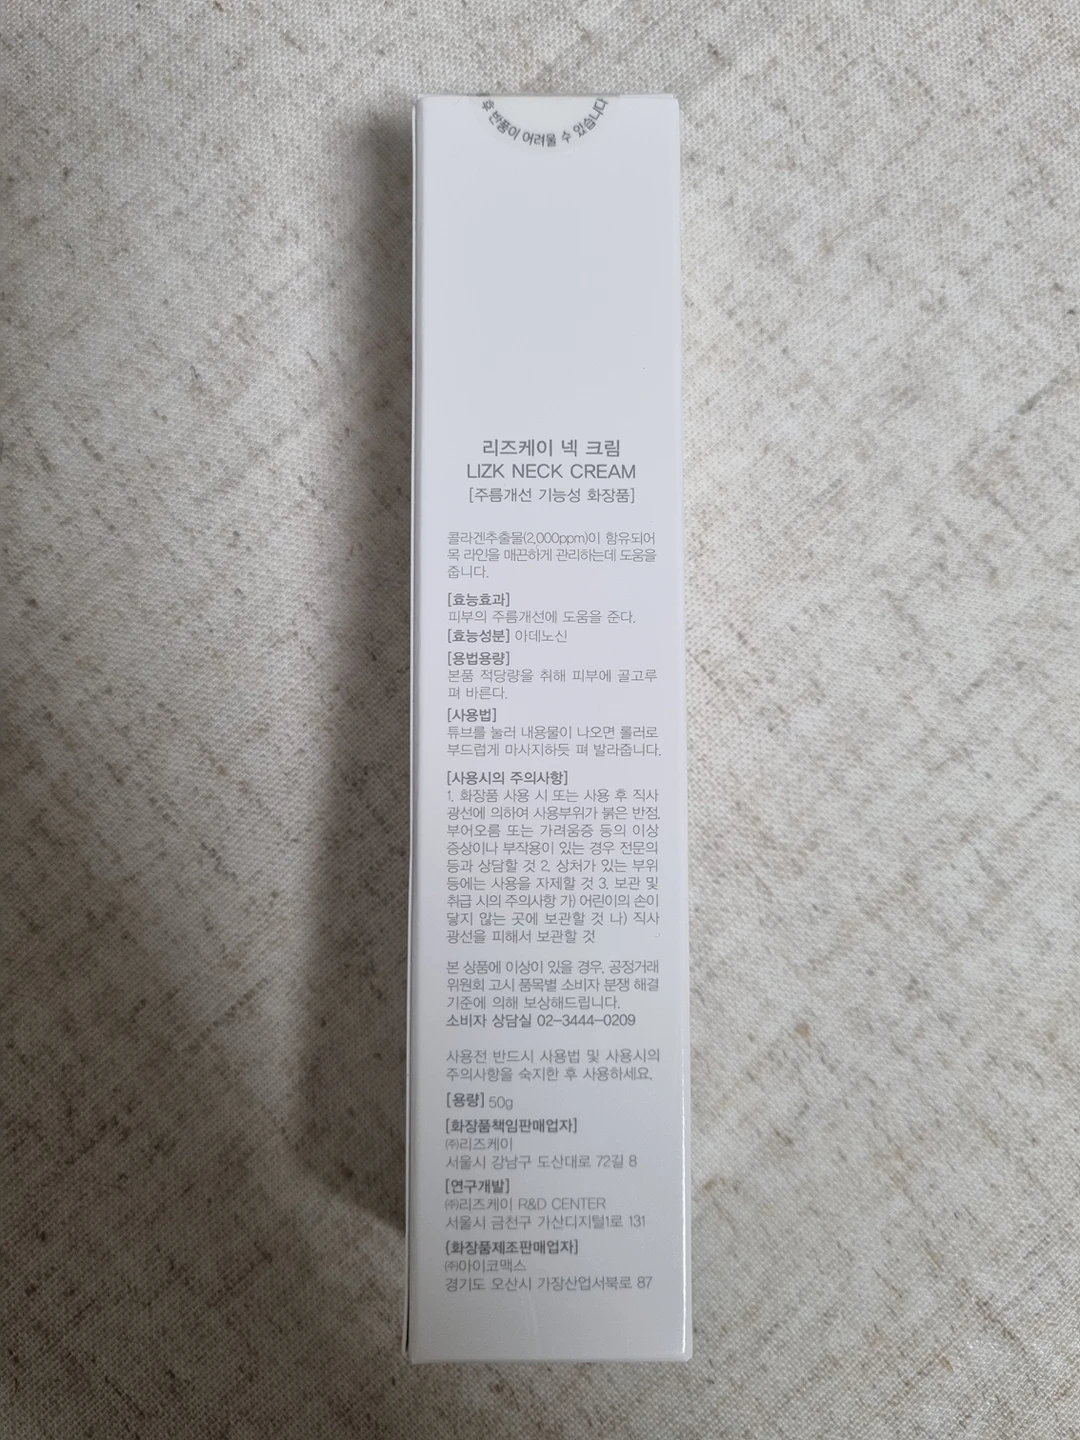 후 반품이 어려울 수 있습니다
리즈케이 넥 크림
LIZK NECK CREAM
[주름개선 기능성 화장품]
콜라겐추출물(2,000ppm)이 함유되어
목 라인을 매끈하게 관리하는데 도움을
줍니다.
[효능효과]
피부의 주름개선에 도움을 준다.
[효능성분] 아데노신
[용법용량]
본품 적당량을 취해 피부에 골고루
펴 바른다.
[사용법]
튜브를 눌러 내용물이 나오면 롤러로
부드럽게 마사지하듯 펴 발라줍니다.
[사용시의 주의사항]
1. 화장품 사용 시 또는 사용 후 직사
광선에 의하여 사용부위가 붉은 반점,
부어오름 또는 가려움증 등의 이상
증상이나 부작용이 있는 경우 전문의
등과 상담할 것 2. 상처가 있는 부위
등에는 사용을 자제할 것 3. 보관 및
취급 시의 주의사항 가) 어린이의 손이
닿지 않는 곳에 보관할 것 나) 직사
광선을 피해서 보관할 것
본 상품에 이상이 있을 경우, 공정거래
위원회 고시 품목별 소비자 분쟁 해결
기준에 의해 보상해드립니다.
소비자 상담실 02-3444-0209
사용전 반드시 사용법 및 사용시의
주의사항을 숙지한 후 사용하세요.
[용량] 50g
[화장품책임판매업자]
㈜리즈케이
서울시 강남구 도산대로 72길 8
[연구개발]
㈜리즈케이 R&D CENTER
서울시 금천구 가산디지털1로 131
{화장품제조판매업자]
㈜아이코맥스
경기도 오산시 가장산업서북로 87